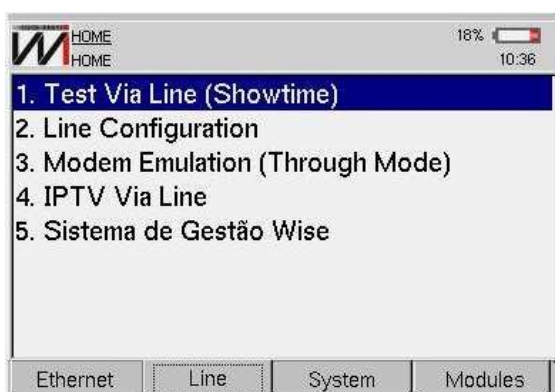 HOME
HOME
18%
10:36
1. Test Via Line (Showtime)
2. Line Configuration
3. Modem Emulation (Through Mode)
4. IPTV Via Line
5. Sistema de Gestão Wise
Ethernet Line System Modules